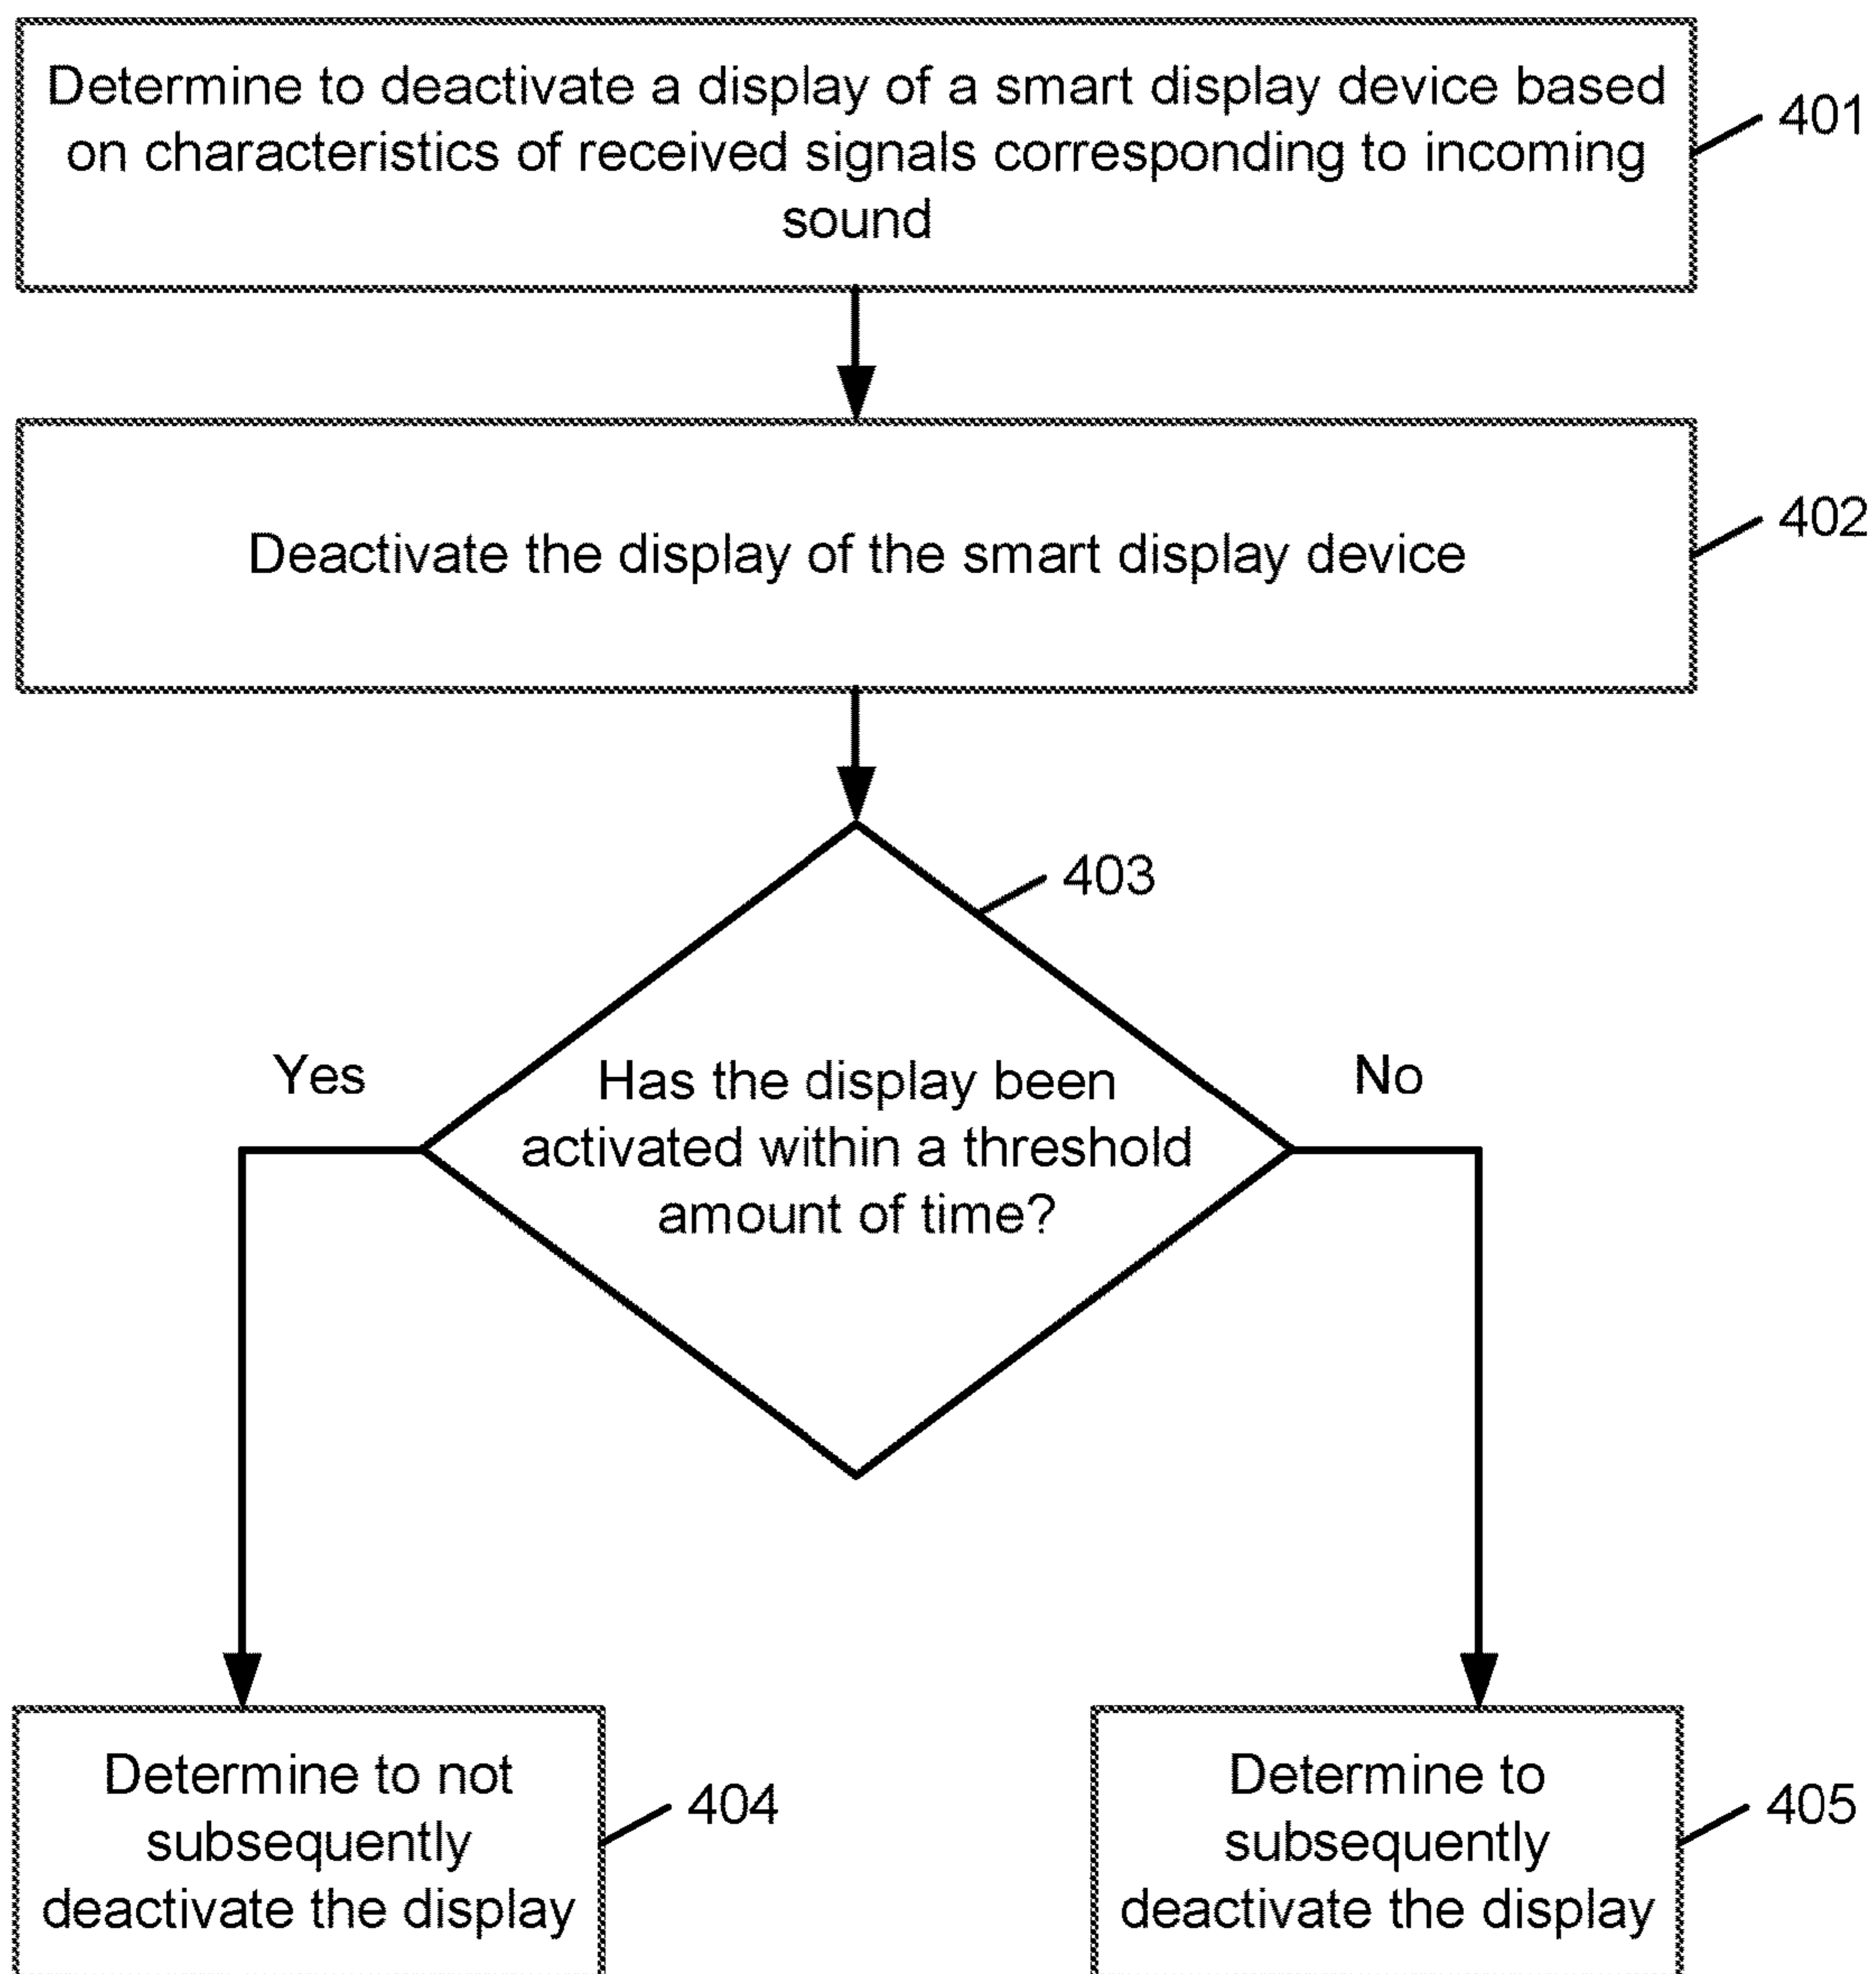 Determine to deactivate a display of a smart display device based
on characteristics of received signals corresponding to incoming
sound
401
Deactivate the display of the smart display device
402
403
Yes
Has the display been
activated within a threshold
amount of time?
No
Determine to not
subsequently
deactivate the display
404
Determine to
subsequently
deactivate the display
405